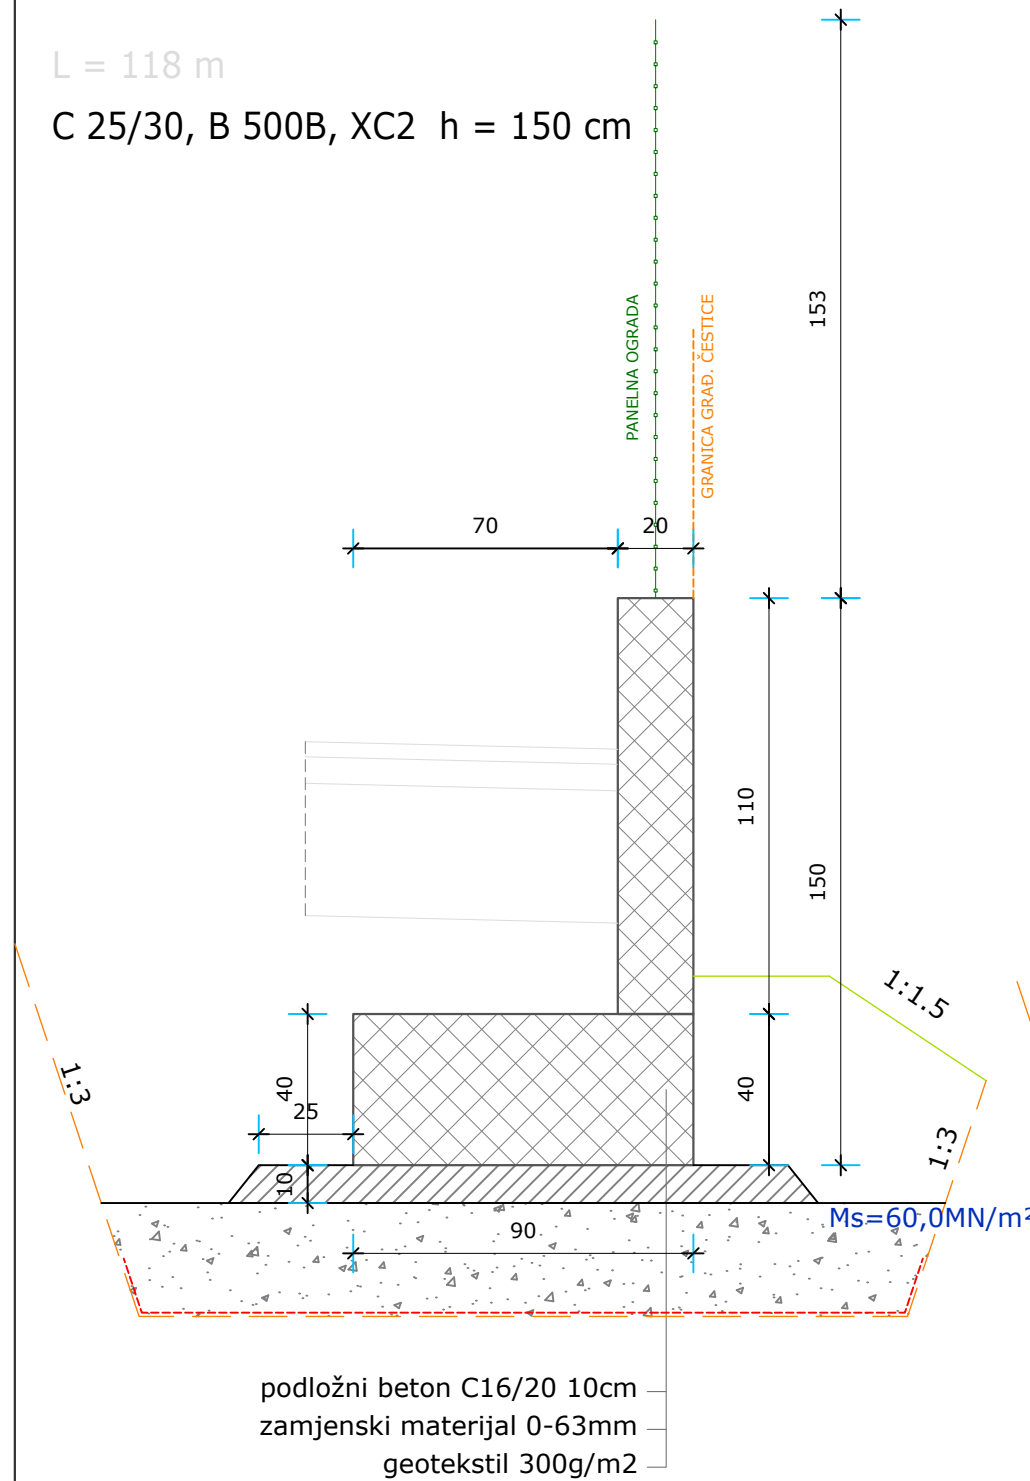 L = 118 m
C 25/30, B 500B, XC2 h = 150 cm
153
PANELNA OGRADA
GRANICA GRAĐ. ČESTICE
70
20
110
150
1:1.5
1:3
40
25
40
1:3
10
Ms=60,0MN/m²
90
podložni beton C16/20 10cm
zamjenski materijal 0-63mm
geotekstil 300g/m2